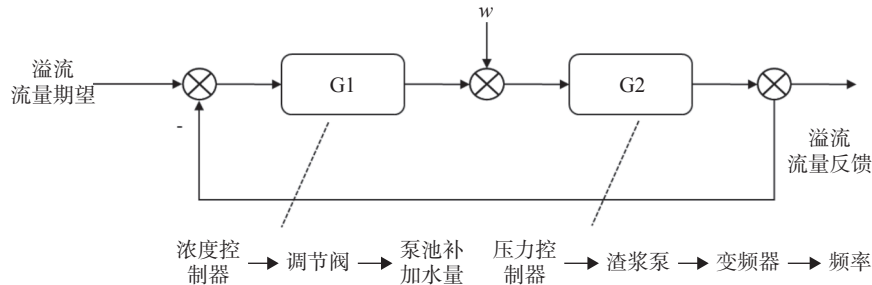 w
溢流
流量期望
G1
G2
-
溢流
流量反馈
浓度控
制器
调节阀
泵池补
加水量
压力控
制器
渣浆泵
变频器
频率